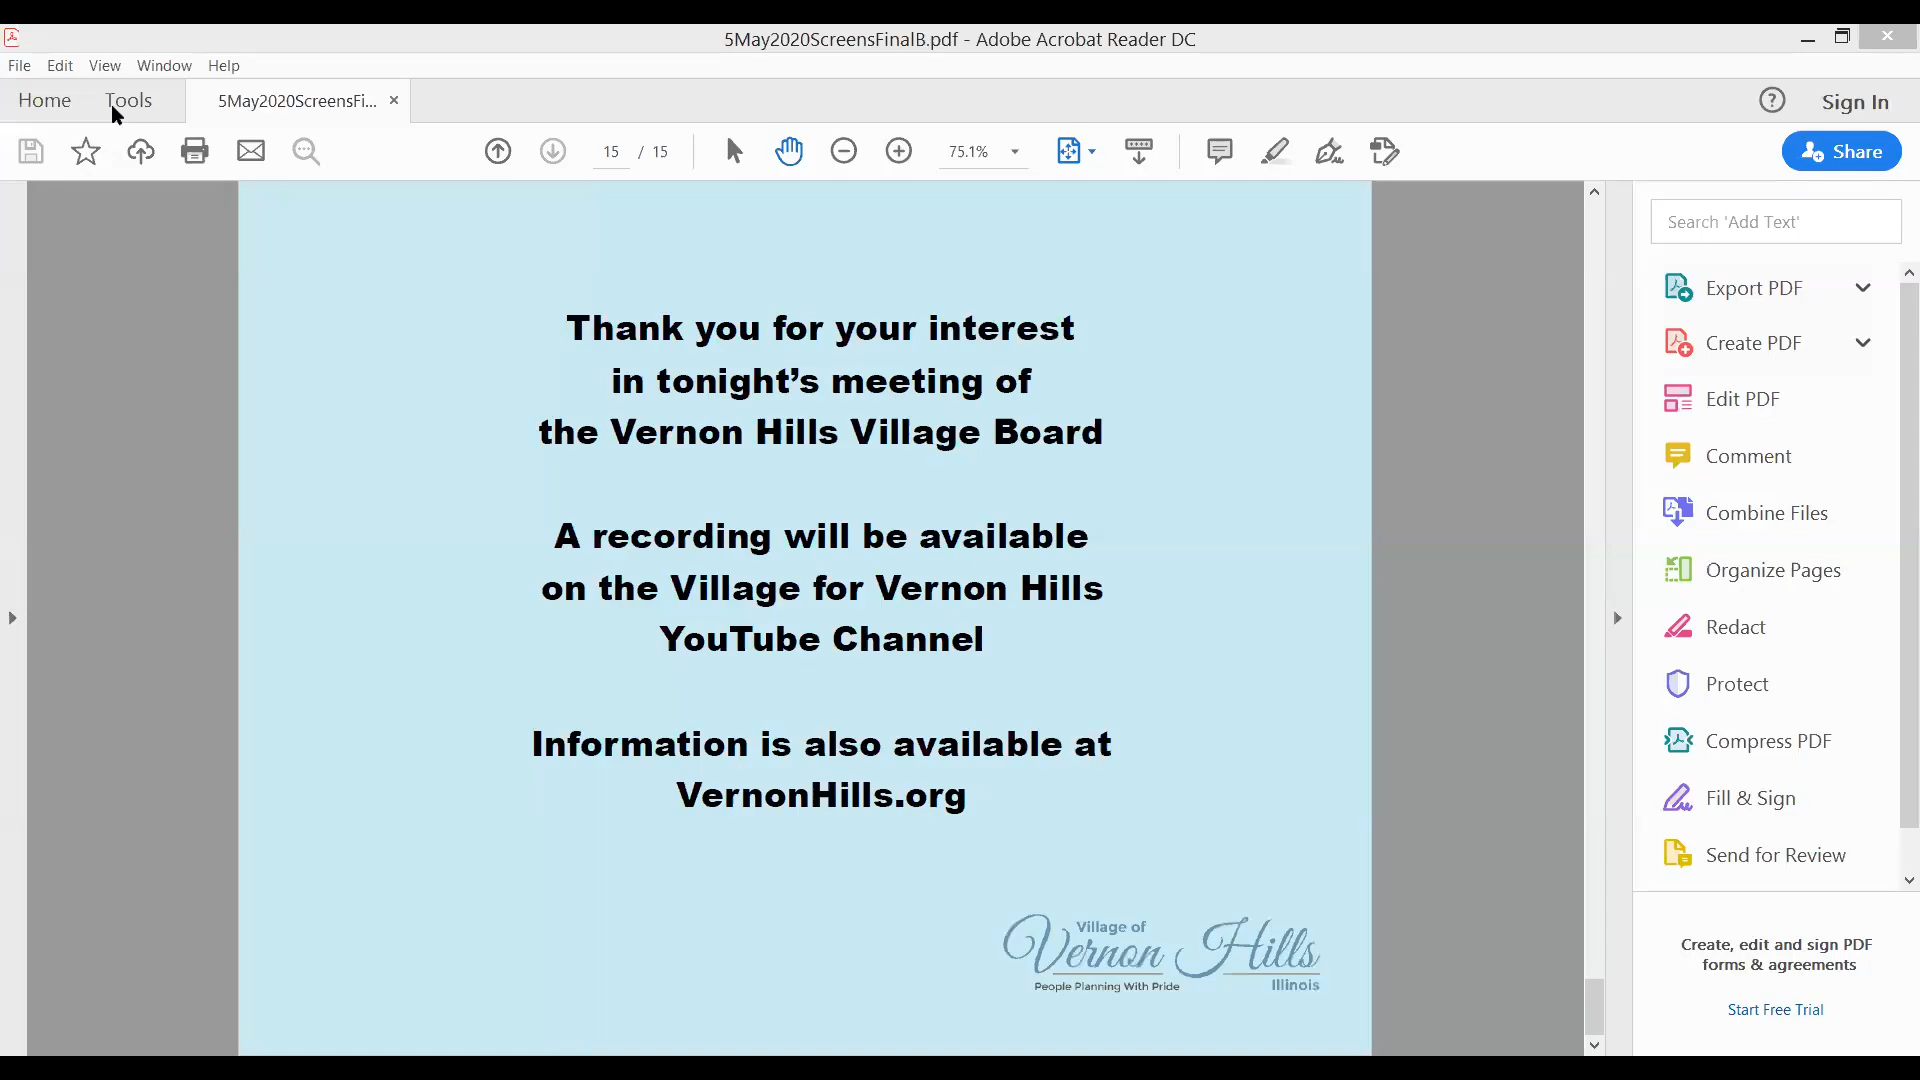 5May2020ScreensFinalB.pdf - Adobe Acrobat Reader DC
File Edit View Window Help
Home Tools 5May2020ScreensFi... Sign In
15 / 15 75.1% Share
Search 'Add Text'
Export PDF
Create PDF
Edit PDF
Comment
Combine Files
Organize Pages
Redact
Protect
Compress PDF
Fill & Sign
Send for Review
Create, edit and sign PDF
forms & agreements
Start Free Trial
Thank you for your interest
in tonight’s meeting of
the Vernon Hills Village Board
A recording will be available
on the Village for Vernon Hills
YouTube Channel
Information is also available at
VernonHills.org
Village of
Vernon Hills
People Planning With Pride Illinois